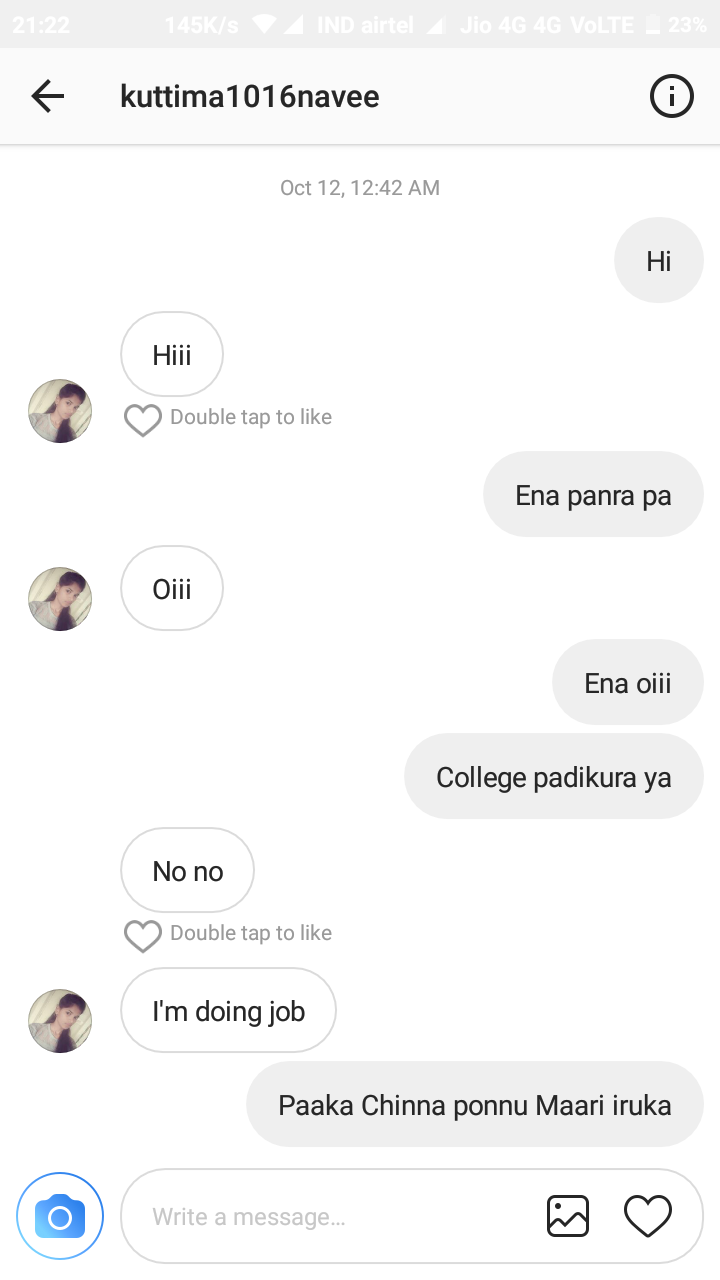 21:22 145K/s IND airtel Jio 4G 4G VoLTE 23%
kuttima1016navee
Oct 12, 12:42 AM
Hi
Hiii
Double tap to like
Ena panra pa
Oiii
Ena oiii
College padikura ya
No no
Double tap to like
I'm doing job
Paaka Chinna ponnu Maari iruka
Write a message...